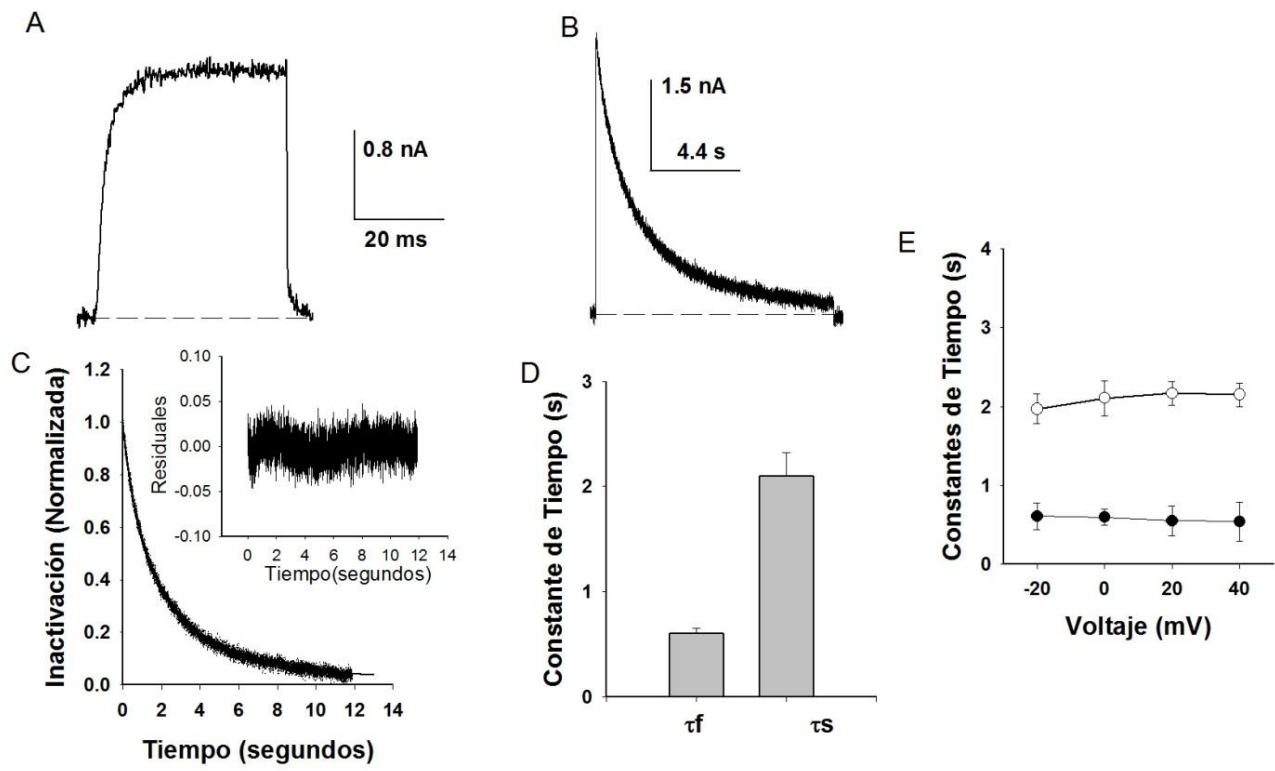 A
0.8 nA
20 ms
B
1.5 nA
4.4 s
C
Inactivación (Normalizada)
1.2
1.0
0.8
0.6
0.4
0.2
0.0
0 2 4 6 8 10 12 14
Tiempo (segundos)
Residuales
0.10
0.05
0.00
-0.05
-0.10
0 2 4 6 8 10 12 14
Tiempo(segundos)
D
Constante de Tiempo (s)
3
2
1
0
τf τs
E
Constantes de Tiempo (s)
4
3
2
1
0
-20 0 20 40
Voltaje (mV)